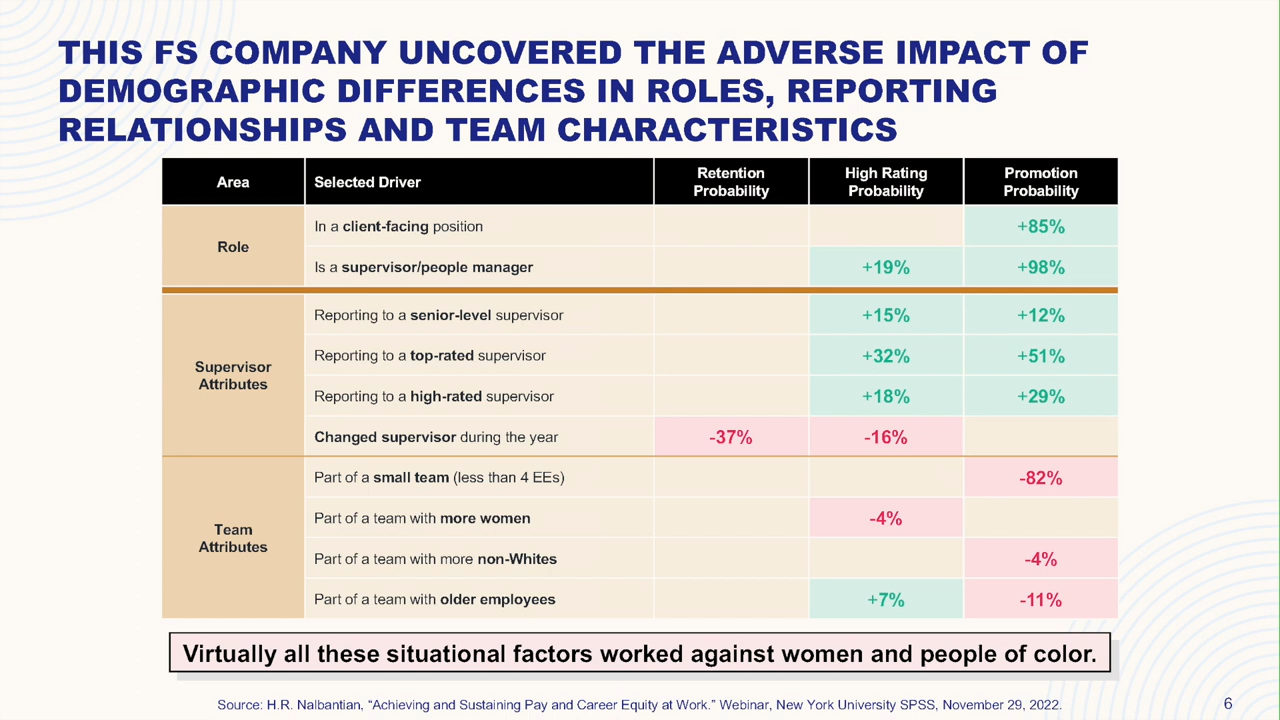 THIS FS COMPANY UNCOVERED THE ADVERSE IMPACT OF
DEMOGRAPHIC DIFFERENCES IN ROLES, REPORTING
RELATIONSHIPS AND TEAM CHARACTERISTICS
Area Selected Driver Retention Probability High Rating Probability Promotion Probability
Role
In a client-facing position +85%
Is a supervisor/people manager +19% +98%
Supervisor Attributes
Reporting to a senior-level supervisor +15% +12%
Reporting to a top-rated supervisor +32% +51%
Reporting to a high-rated supervisor +18% +29%
Changed supervisor during the year -37% -16%
Team Attributes
Part of a small team (less than 4 EEs) -82%
Part of a team with more women -4%
Part of a team with more non-Whites -4%
Part of a team with older employees +7% -11%
Virtually all these situational factors worked against women and people of color.
Source: H.R. Nalbantian, “Achieving and Sustaining Pay and Career Equity at Work.” Webinar, New York University SPSS, November 29, 2022.
6